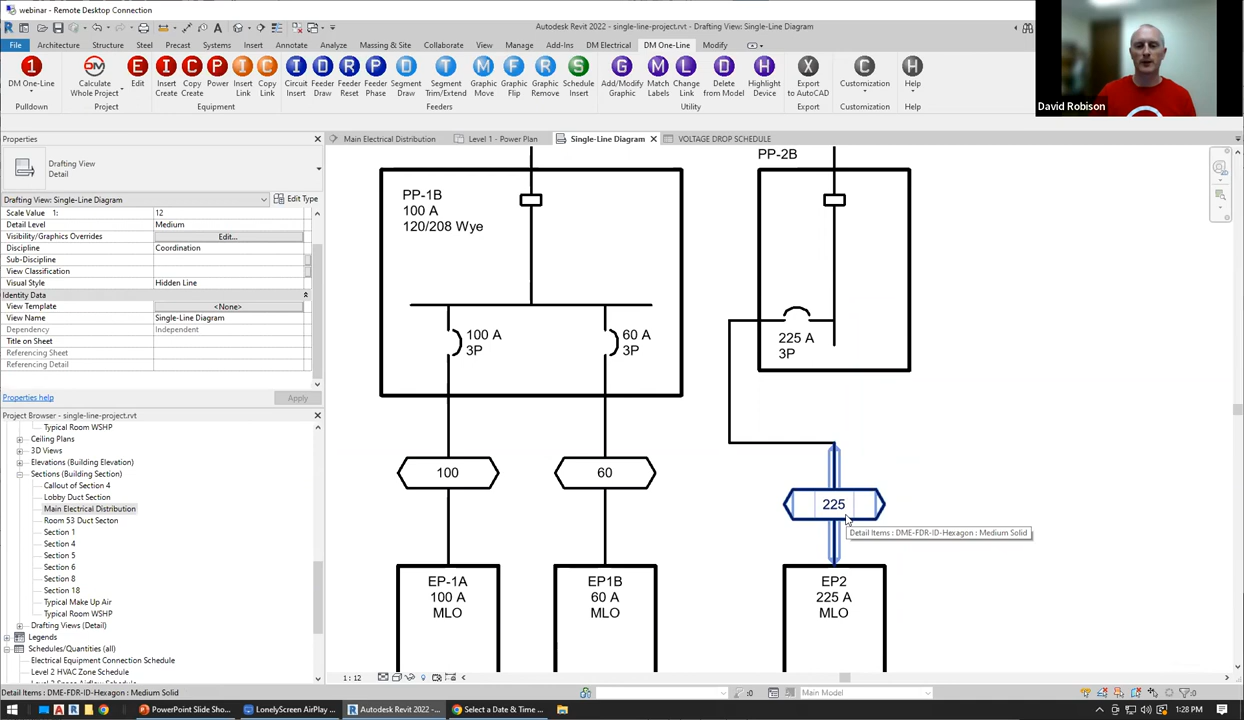 webinar - Remote Desktop Connection
Autodesk Revit 2022 - single-line-project.rvt - Drafting View: Single-Line Diagram
File Architecture Structure Steel Precast Systems Insert Annotate Analyze Massing & Site Collaborate View Manage Add-Ins DM Electrical DM One-Line Modify
1 DM E I C P I C I D R P D T M F R S G M L D H X C H
DM One-Line Calculate Whole Project Edit Insert Create Copy Create Power Insert Link Copy Link Circuit Insert Feeder Draw Feeder Reset Feeder Phase Segment Draw Segment Trim/Extend Graphic Move Graphic Flip Graphic Remove Schedule Insert Add/Modify Graphic Match Labels Change Link Delete from Model Highlight Device Export to AutoCAD Customization Help
Pulldown Project Equipment Feeders Utility Export Customization Help
David Robison
Properties
Main Electrical Distribution Level 1 - Power Plan Single-Line Diagram VOLTAGE DROP SCHEDULE
Drafting View
Detail
Drafting View: Single-Line Diagram Edit Type
Scale Value 1: 12
Detail Level Medium
Visibility/Graphics Overrides Edit...
Discipline Coordination
Sub-Discipline
View Classification
Visual Style Hidden Line
Identity Data
View Template <None>
View Name Single-Line Diagram
Dependency Independent
Title on Sheet
Referencing Sheet
Referencing Detail
Properties help Apply
Project Browser - single-line-project.rvt
Typical Room WSHP
Ceiling Plans
3D Views
Elevations (Building Elevation)
Sections (Building Section)
Callout of Section 4
Lobby Duct Section
Main Electrical Distribution
Room 53 Duct Secton
Section 1
Section 4
Section 5
Section 6
Section 8
Section 18
Typical Make Up Air
Typical Room WSHP
Drafting Views (Detail)
Legends
Schedules/Quantities (all)
Electrical Equipment Connection Schedule
Level 2 HVAC Zone Schedule
PP-1B
100 A
120/208 Wye
100 A
3P
60 A
3P
100
60
EP-1A
100 A
MLO
EP1B
60 A
MLO
PP-2B
225 A
3P
225
Detail Items : DME-FDR-ID-Hexagon : Medium Solid
EP2
225 A
MLO
1 : 12
Detail Items : DME-FDR-ID-Hexagon : Medium Solid
:0 Main Model :0
PowerPoint Slide Sho... LonelyScreen AirPlay ... Autodesk Revit 2022 -... Select a Date & Time ... 1:28 PM